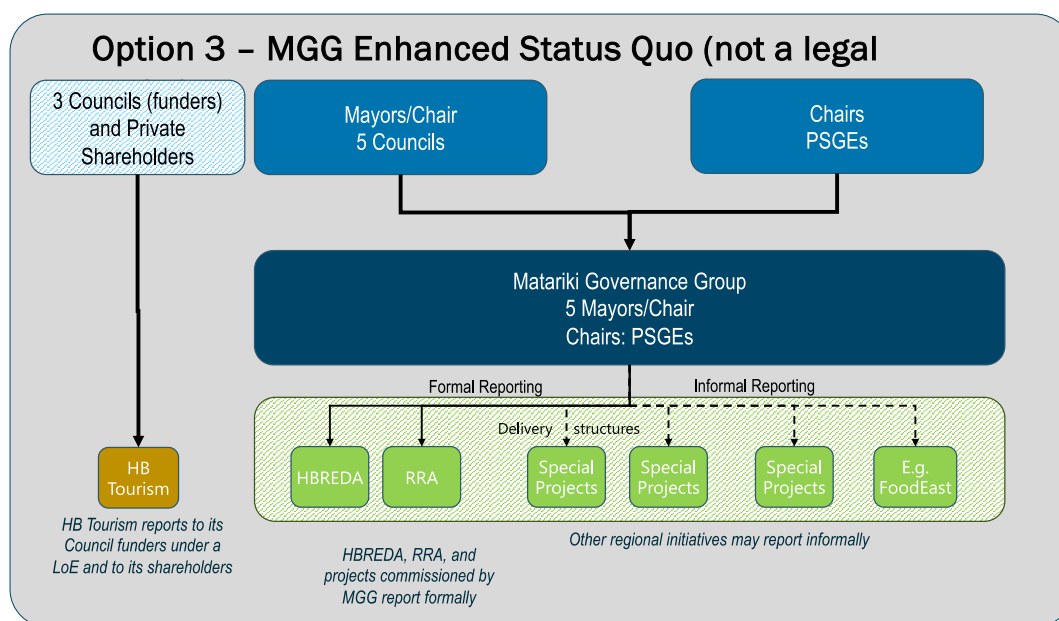 Option 3 – MGG Enhanced Status Quo (not a legal
3 Councils (funders)
and Private
Shareholders
Mayors/Chair
5 Councils
Chairs
PSGEs
Matariki Governance Group
5 Mayors/Chair
Chairs: PSGEs
Formal Reporting
Informal Reporting
Delivery structures
HB
Tourism
HBREDA
RRA
Special
Projects
Special
Projects
Special
Projects
E.g.
FoodEast
HB Tourism reports to its
Council funders under a
LoE and to its shareholders
HBREDA, RRA, and
projects commissioned by
MGG report formally
Other regional initiatives may report informally